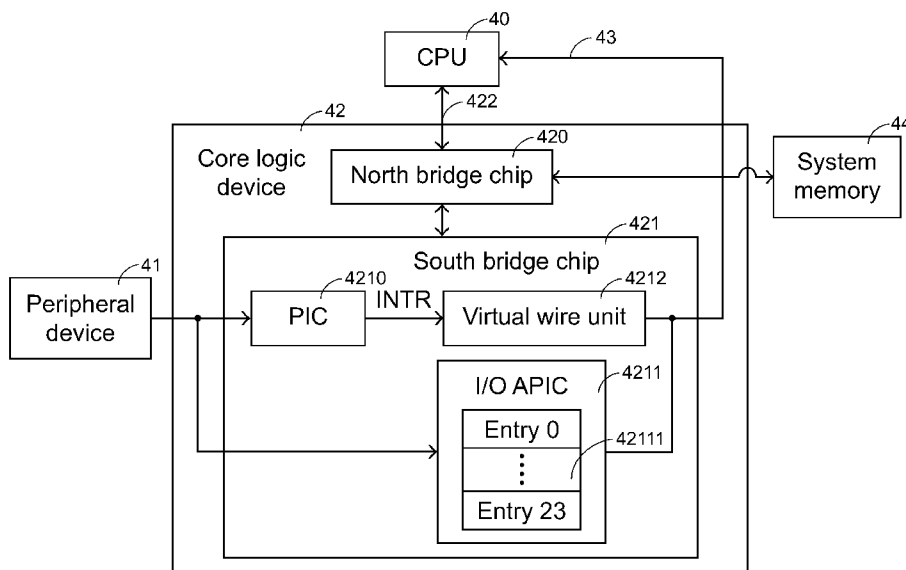 40
CPU
43
422
42
Core logic
device
420
North bridge chip
44
System
memory
421
South bridge chip
41
Peripheral
device
4210
PIC
INTR
4212
Virtual wire unit
I/O APIC
4211
Entry 0
42111
Entry 23